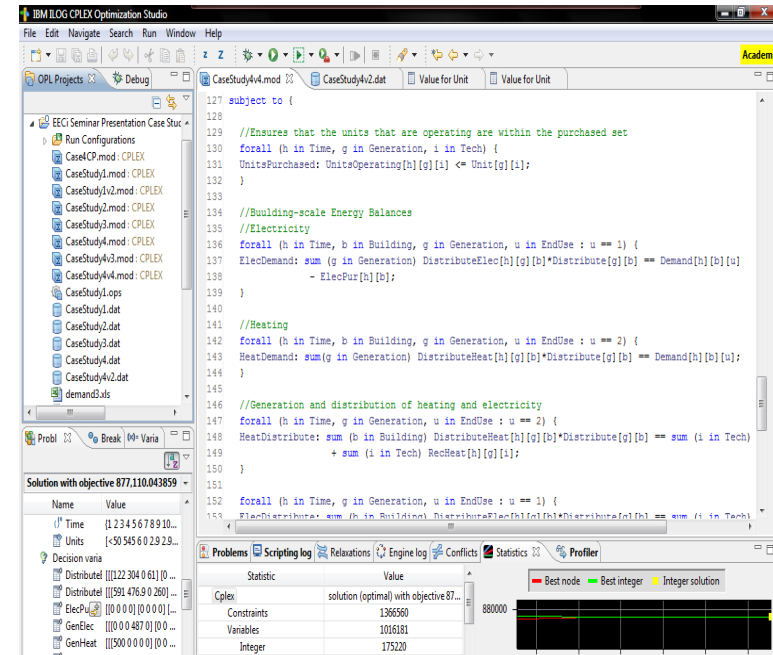 IBM ILOG CPLEX Optimization Studio
File Edit Navigate Search Run Window Help
Academ
OPL Projects
Debug
CaseStudy4v4.mod
CaseStudy4v2.dat
Value for Unit
Value for Unit
EECi Seminar Presentation Case Stuc
Run Configurations
Case4CP.mod : CPLEX
CaseStudy1.mod : CPLEX
CaseStudy1v2.mod : CPLEX
CaseStudy2.mod : CPLEX
CaseStudy3.mod : CPLEX
CaseStudy4.mod : CPLEX
CaseStudy4v3.mod : CPLEX
CaseStudy4v4.mod : CPLEX
CaseStudy1.ops
CaseStudy1.dat
CaseStudy2.dat
CaseStudy3.dat
CaseStudy4.dat
CaseStudy4v2.dat
demand3.xls
127 subject to {
128
129 //Ensures that the units that are operating are within the purchased set
130 forall (h in Time, g in Generation, i in Tech) {
131 UnitsPurchased: UnitsOperating[h][g][i] <= Unit[g][i];
132 }
133
134 //Buulding-scale Energy Balances
135 //Electricity
136 forall (h in Time, b in Building, g in Generation, u in EndUse : u == 1) {
137 ElecDemand: sum (g in Generation) DistributeElec[h][g][b]*Distribute[g][b] == Demand[h][b][u]
138 - ElecPur[h][b];
139 }
140
141 //Heating
142 forall (h in Time, b in Building, g in Generation, u in EndUse : u == 2) {
143 HeatDemand: sum(g in Generation) DistributeHeat[h][g][b]*Distribute[g][b] == Demand[h][b][u];
144 }
145
146 //Generation and distribution of heating and electricity
147 forall (h in Time, g in Generation, u in EndUse : u == 2) {
148 HeatDistribute: sum (b in Building) DistributeHeat[h][g][b]*Distribute[g][b] == sum (i in Tech)
149 + sum (i in Tech) RecHeat[h][g][i];
150 }
151
152 forall (h in Time, g in Generation, u in EndUse : u == 1) {
153 ElecDistribute: sum (b in Building) DistributeElec[h][g][b]*Distribute[g][b] == sum (i in Tech)
Probl
Break
Varia
Solution with objective 877,110.043859
Name Value
Time {1 2 3 4 5 6 7 8 9 10...
Units [<50 545 6 0 2.9 2.9...
Decision varia
Distributel [[[122 304 0 61] [0 ...
Distributel [[[591 476.9 0 260] ...
ElecPu [[0 0 0 0] [0 0 0 0] [...
GenElec [[[0 0 0 487 0] [0 0 ...
GenHeat [[[500 0 0 0 0] [0 0 ...
Problems
Scripting log
Relaxations
Engine log
Conflicts
Statistics
Profiler
Statistic Value
Cplex solution (optimal) with objective 87...
Constraints 1366560
Variables 1016181
Integer 175220
Best node Best integer Integer solution
880000